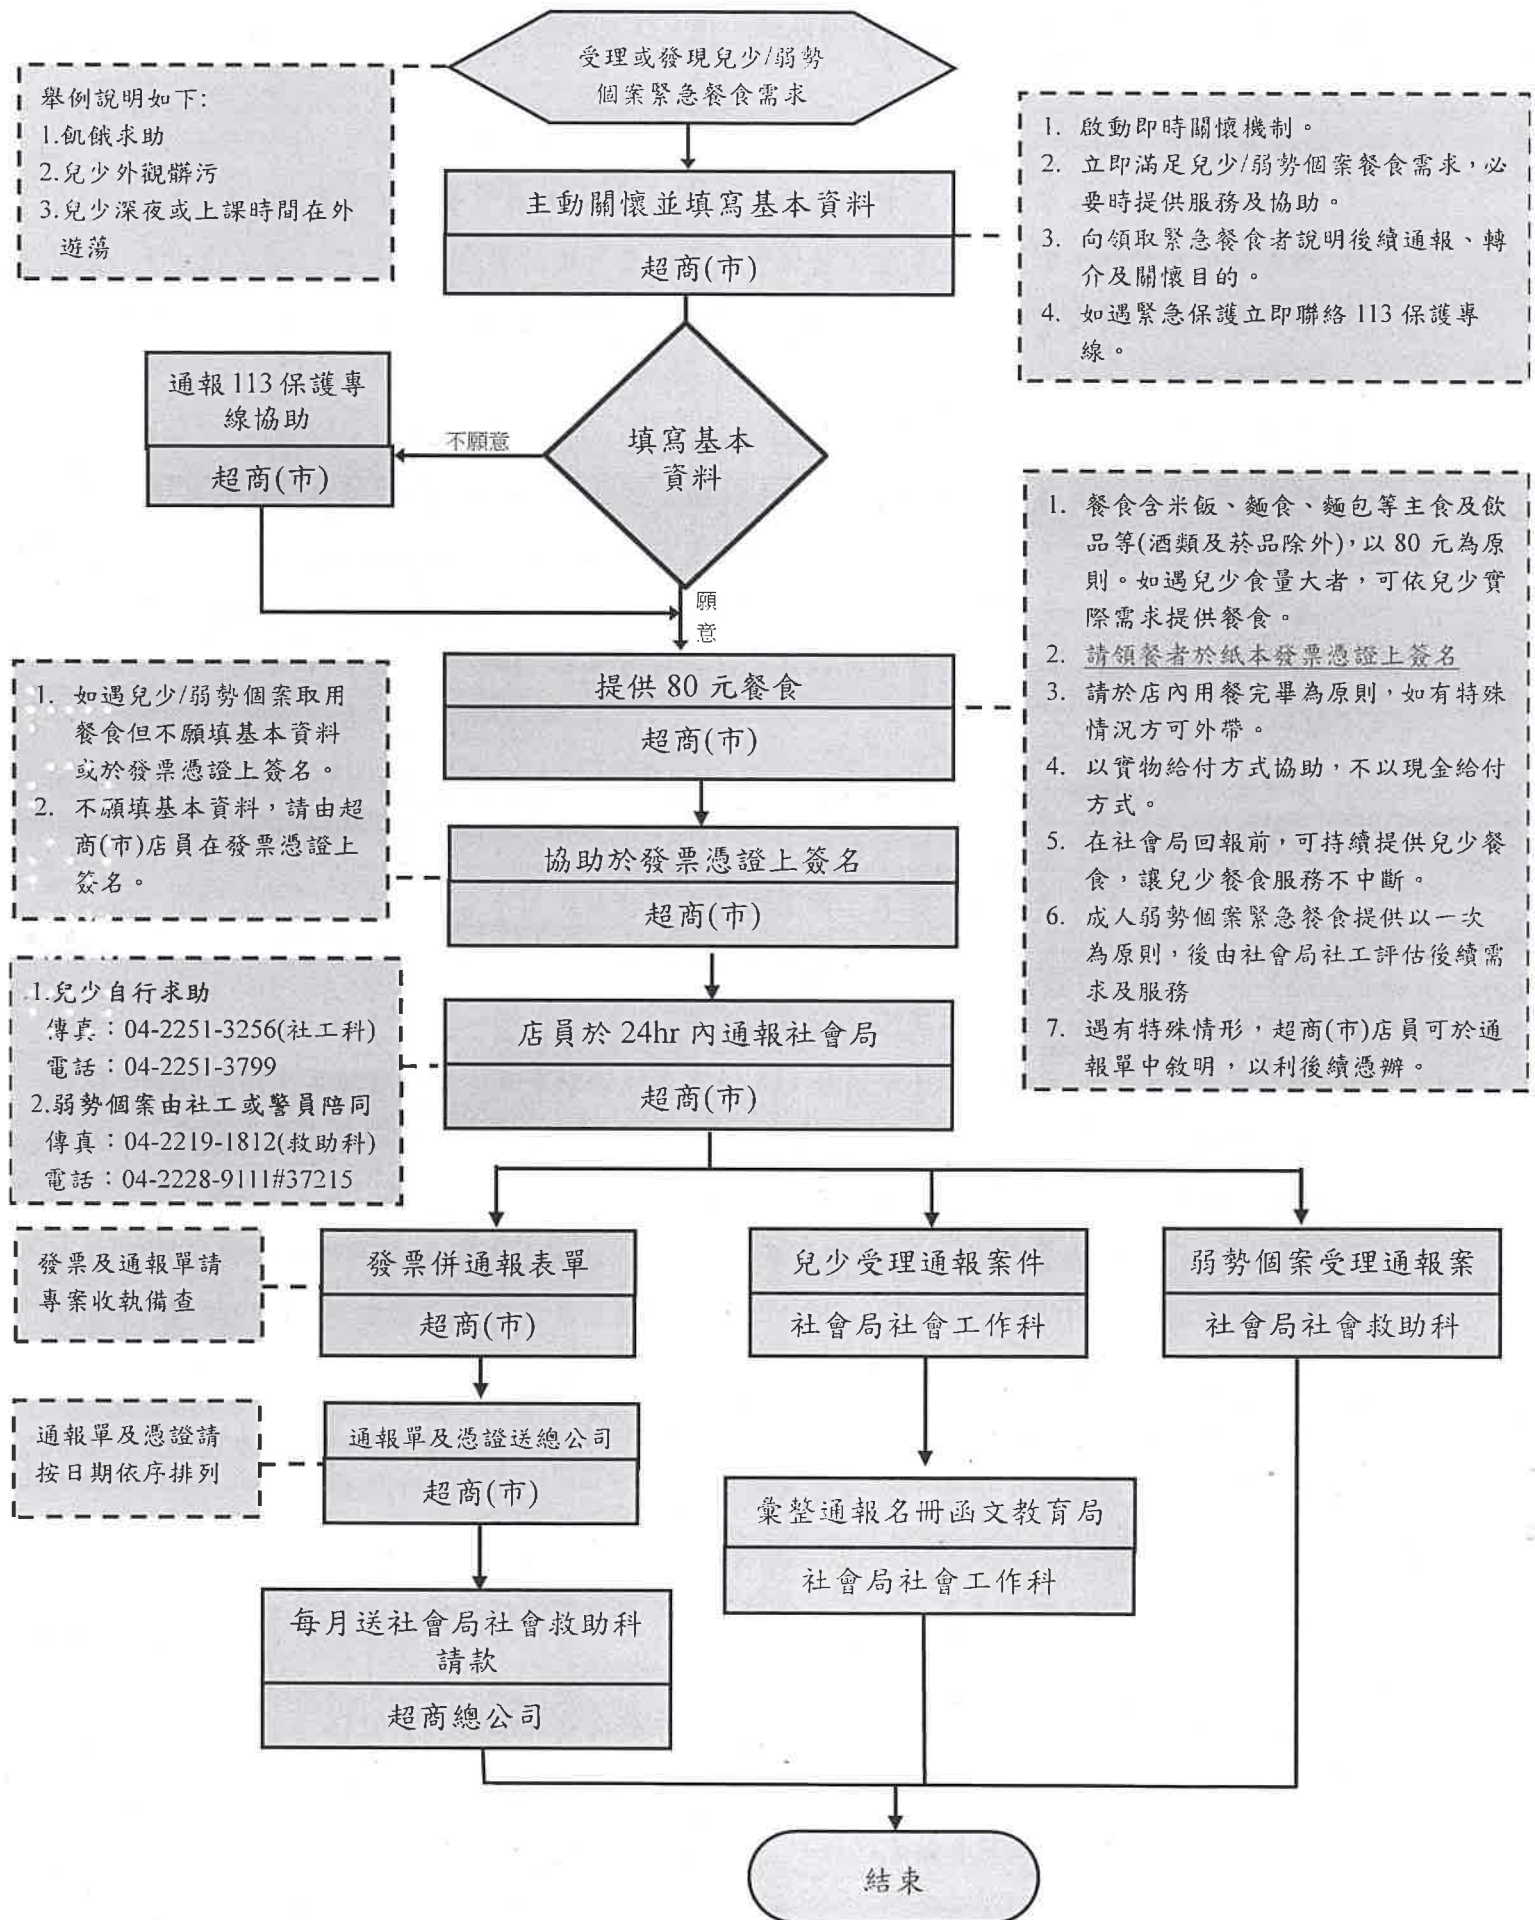 受理或發現兒少/弱勢
個案緊急餐食需求
舉例說明如下:
1.飢餓求助
2.兒少外觀髒污
3.兒少深夜或上課時間在外
遊蕩
主動關懷並填寫基本資料
超商(市)
1. 啟動即時關懷機制。
2. 立即滿足兒少/弱勢個案餐食需求,必
要時提供服務及協助。
3. 向領取緊急餐食者說明後續通報、轉
介及關懷目的。
4. 如遇緊急保護立即聯絡 113 保護專
線。
填寫基本
資料
不願意
通報 113 保護專
線協助
超商(市)
願
意
提供 80 元餐食
超商(市)
1. 餐食含米飯、麵食、麵包等主食及飲
品等(酒類及菸品除外),以 80 元為原
則。如遇兒少食量大者,可依兒少實
際需求提供餐食。
2. 請領餐者於紙本發票憑證上簽名
3. 請於店內用餐完畢為原則,如有特殊
情況方可外帶。
4. 以實物給付方式協助,不以現金給付
方式。
5. 在社會局回報前,可持續提供兒少餐
食,讓兒少餐食服務不中斷。
6. 成人弱勢個案緊急餐食提供以一次
為原則,後由社會局社工評估後續需
求及服務
7. 遇有特殊情形,超商(市)店員可於通
報單中敘明,以利後續憑辦。
1. 如遇兒少/弱勢個案取用
餐食但不願填基本資料
或於發票憑證上簽名。
2. 不願填基本資料,請由超
商(市)店員在發票憑證上
簽名。
協助於發票憑證上簽名
超商(市)
1.兒少自行求助
傳真：04-2251-3256(社工科)
電話：04-2251-3799
2.弱勢個案由社工或警員陪同
傳真：04-2219-1812(救助科)
電話：04-2228-9111#37215
店員於 24hr 內通報社會局
超商(市)
發票及通報單請
專案收執備查
發票併通報表單
超商(市)
兒少受理通報案件
社會局社會工作科
弱勢個案受理通報案
社會局社會救助科
通報單及憑證請
按日期依序排列
通報單及憑證送總公司
超商(市)
彙整通報名冊函文教育局
社會局社會工作科
每月送社會局社會救助科
請款
超商總公司
結束